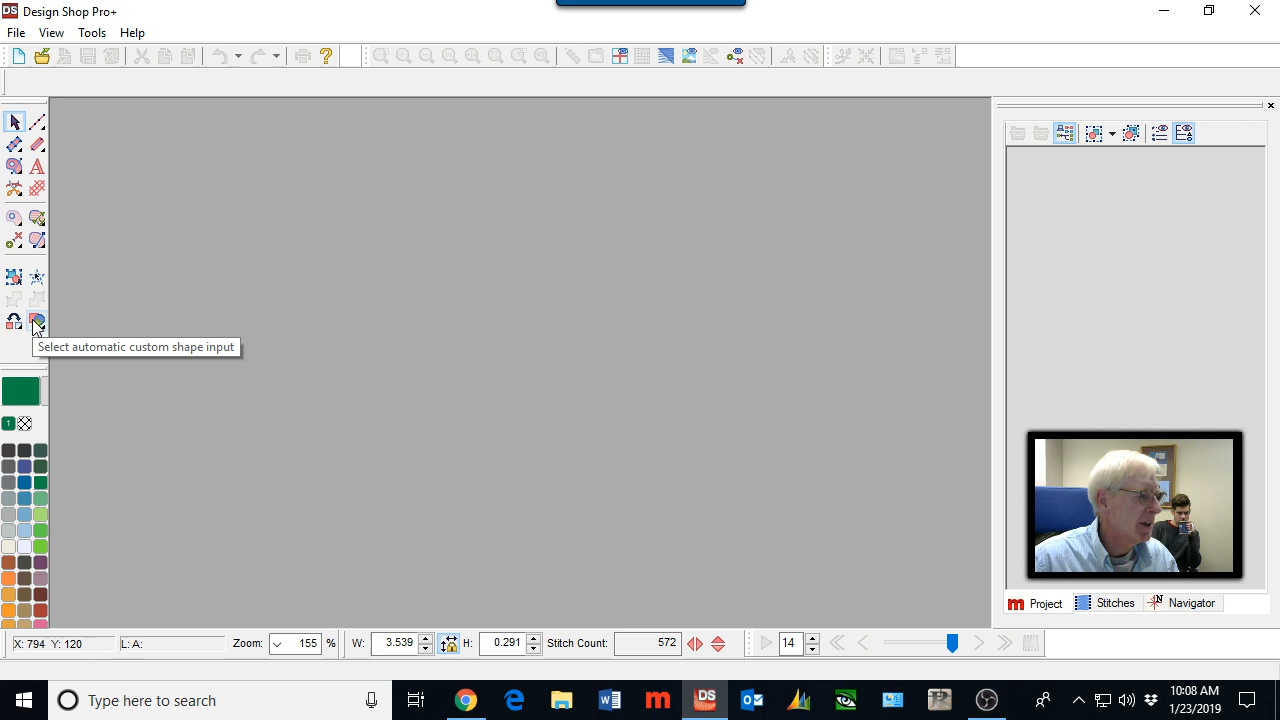 DS Design Shop Pro+
File View Tools Help
Select automatic custom shape input
1
m Project Stitches N Navigator
X: 794 Y: 120 L: A: Zoom: 155 % W: 3.539 H: 0.291 Stitch Count: 572 14
Type here to search
DS
10:08 AM
1/23/2019